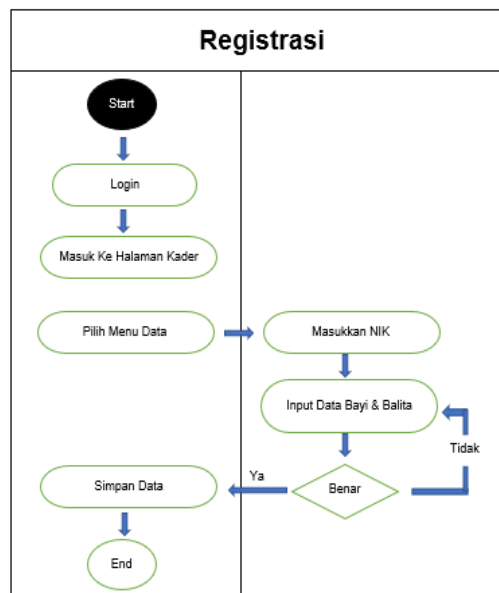 Registrasi
Start
Login
Masuk Ke Halaman Kader
Pilih Menu Data
Masukkan NIK
Input Data Bayi & Balita
Tidak
Benar
Ya
Simpan Data
End